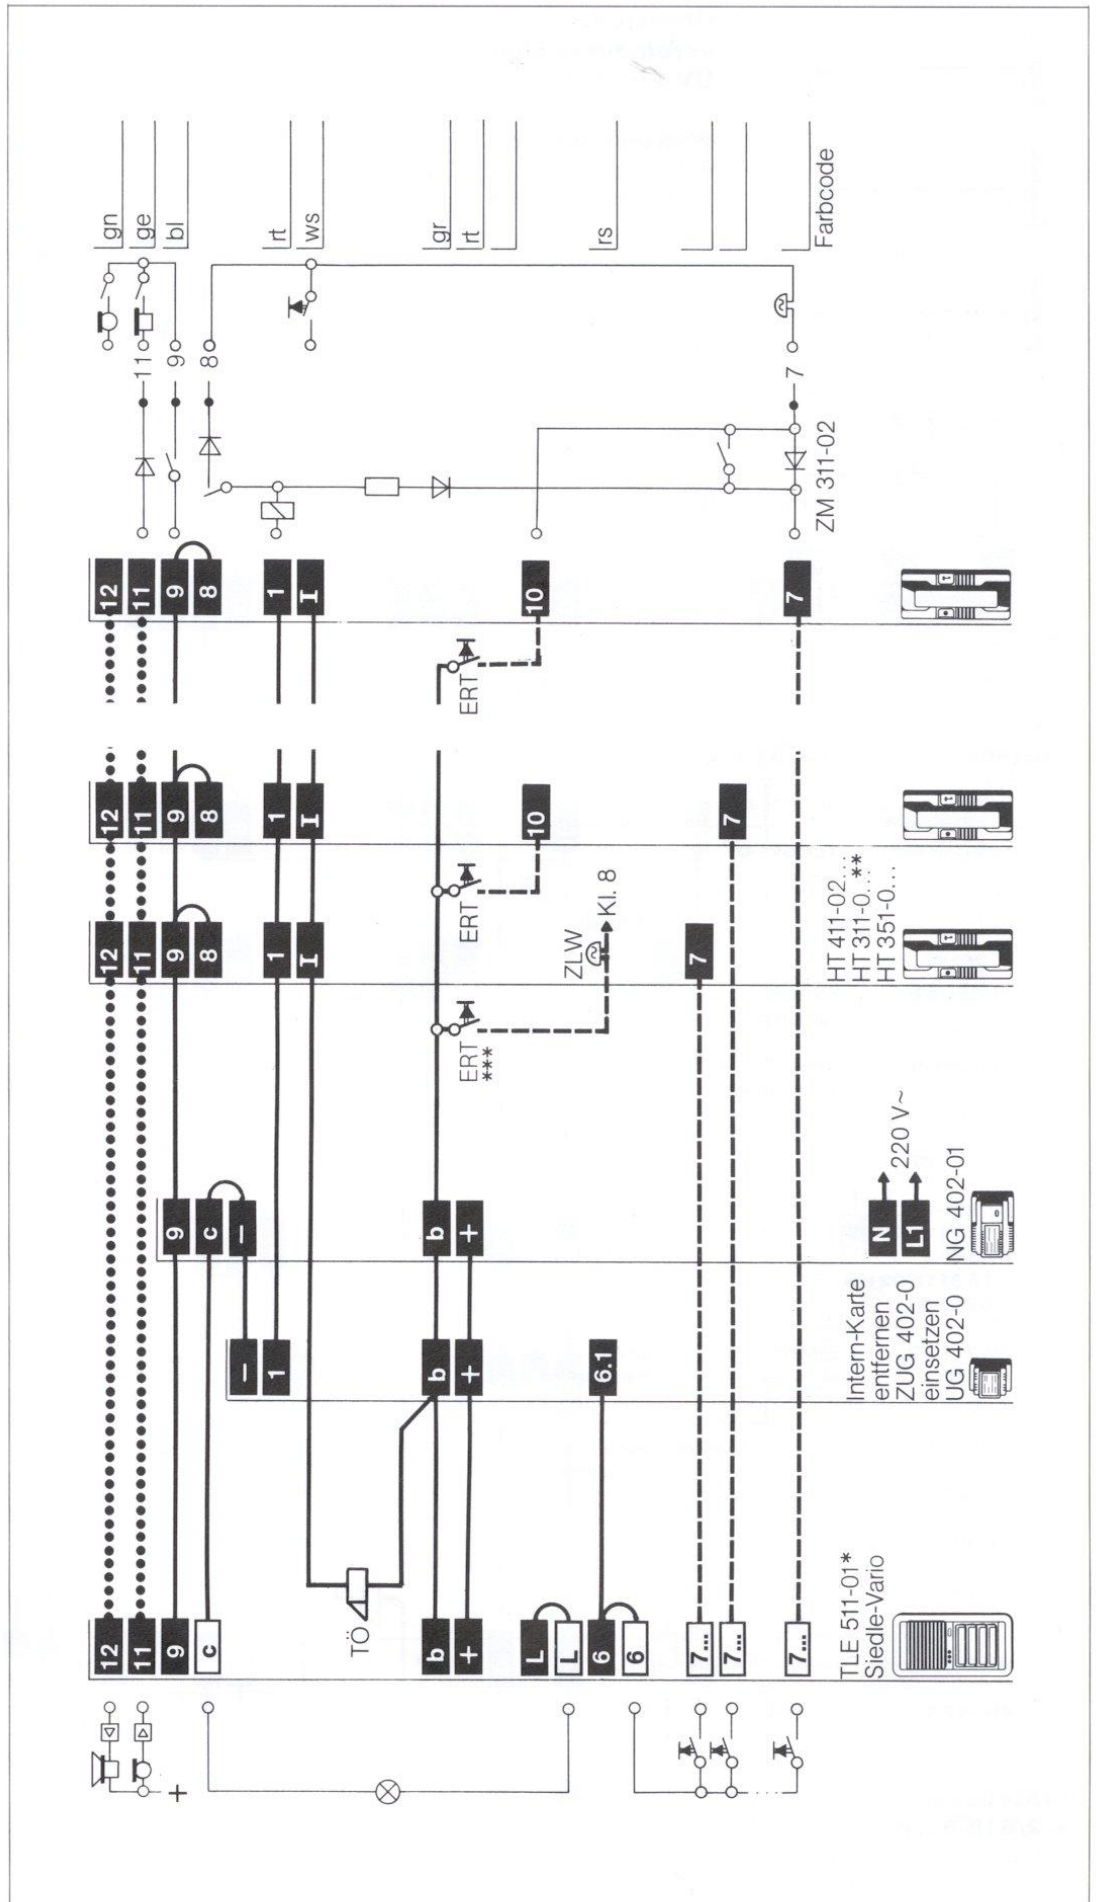 12 12 12 12 gn
11 11 11 11 11 ge
+ 9 9 9 9 9 9 bl
c c 8 8 8 8
– –
1 1 1 1 rt
I I I ws
TÖ
b b b gr
+ + + rt
ERT ERT ERT
***
L 10 10
L
ZLW
6 6.1 Kl. 8 rs
6
7... 7
7... 7
7... 7 7
ZM 311-02
Farbcode
TLE 511-01*
Siedle-Vario
Intern-Karte
entfernen
ZUG 402-0
einsetzen
UG 402-0
N
220 V~
L1
NG 402-01
HT 411-02...
HT 311-0...**
HT 351-0...